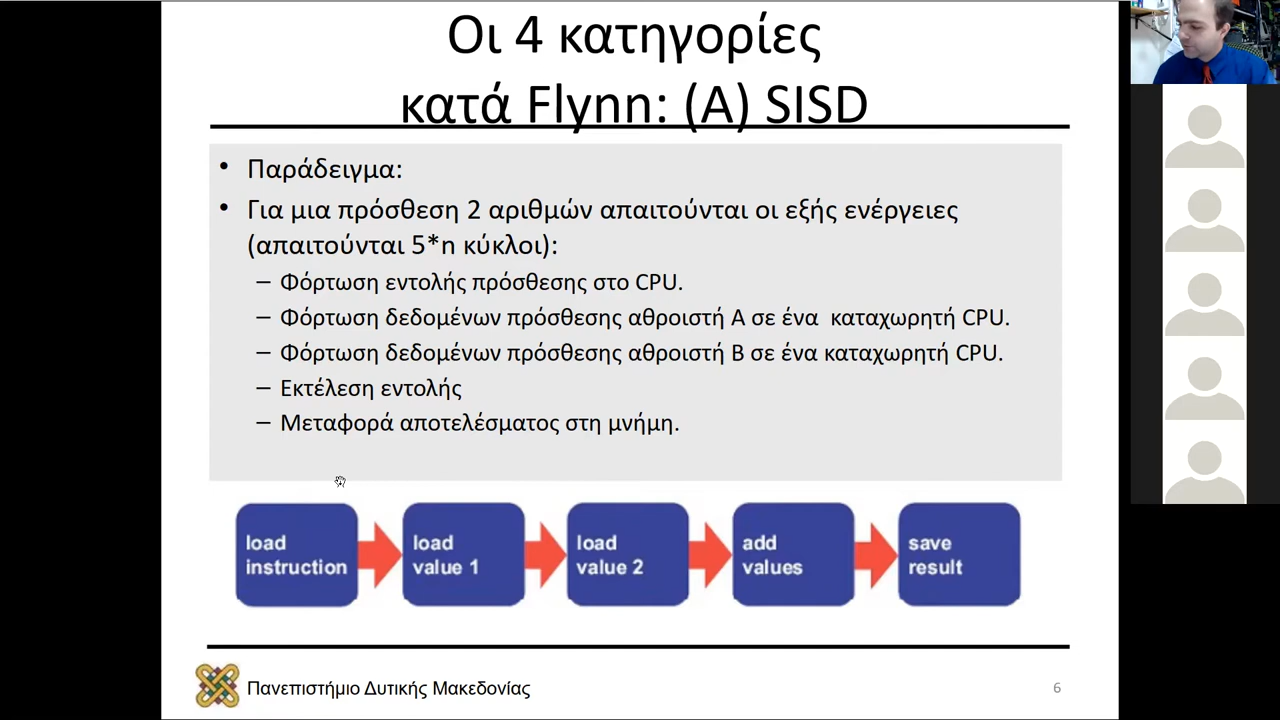 Οι 4 κατηγορίες
κατά Flynn: (Α) SISD
• Παράδειγμα:
• Για μια πρόσθεση 2 αριθμών απαιτούνται οι εξής ενέργειες
(απαιτούνται 5*n κύκλοι):
– Φόρτωση εντολής πρόσθεσης στο CPU.
– Φόρτωση δεδομένων πρόσθεσης αθροιστή Α σε ένα καταχωρητή CPU.
– Φόρτωση δεδομένων πρόσθεσης αθροιστή Β σε ένα καταχωρητή CPU.
– Εκτέλεση εντολής
– Μεταφορά αποτελέσματος στη μνήμη.
load
instruction
load
value 1
load
value 2
add
values
save
result
Πανεπιστήμιο Δυτικής Μακεδονίας
6